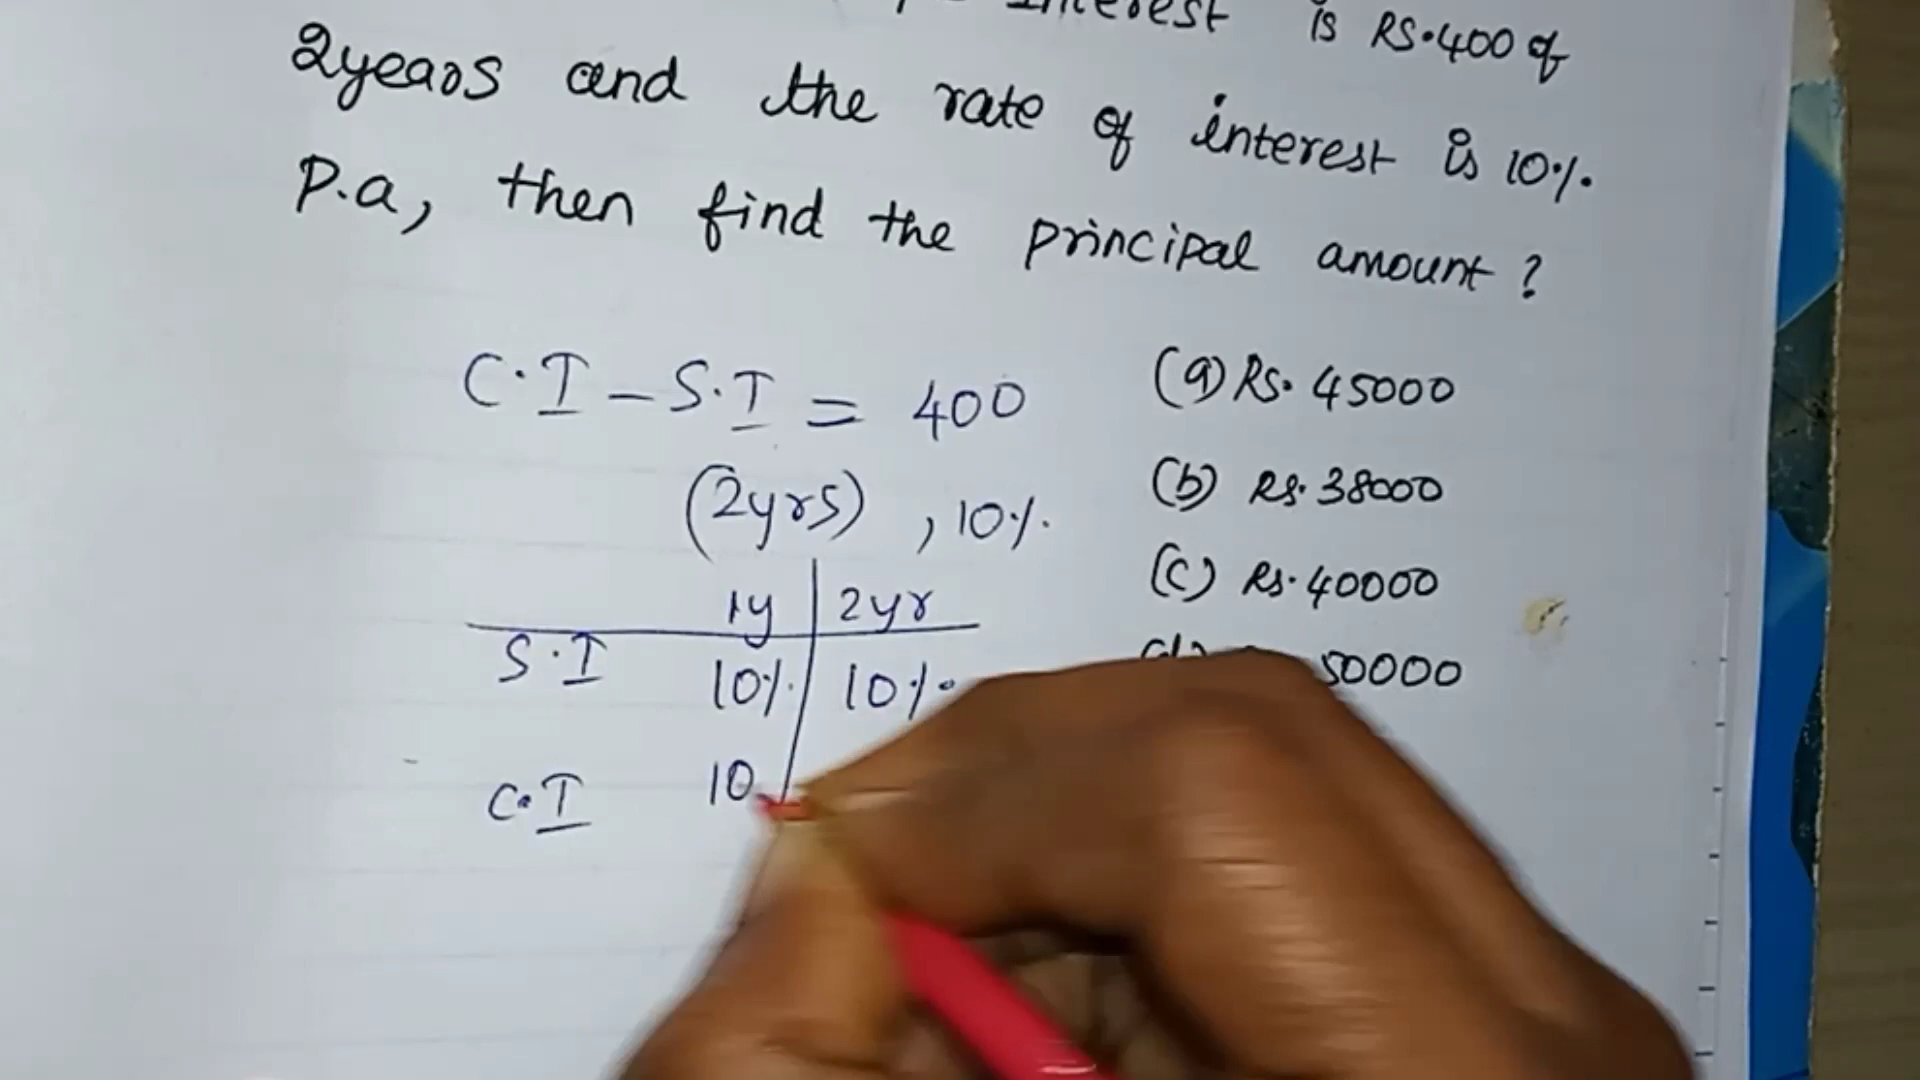 Interest is RS.400 of
2years and the rate of interest is 10%.
P.a, then find the principal amount?
C.I - S.I = 400
(2yrs), 10%.
(a) RS. 45000
(b) RS. 38000
(c) RS. 40000
50000
1y 2yr
S.I 10% 10%
C.I 10